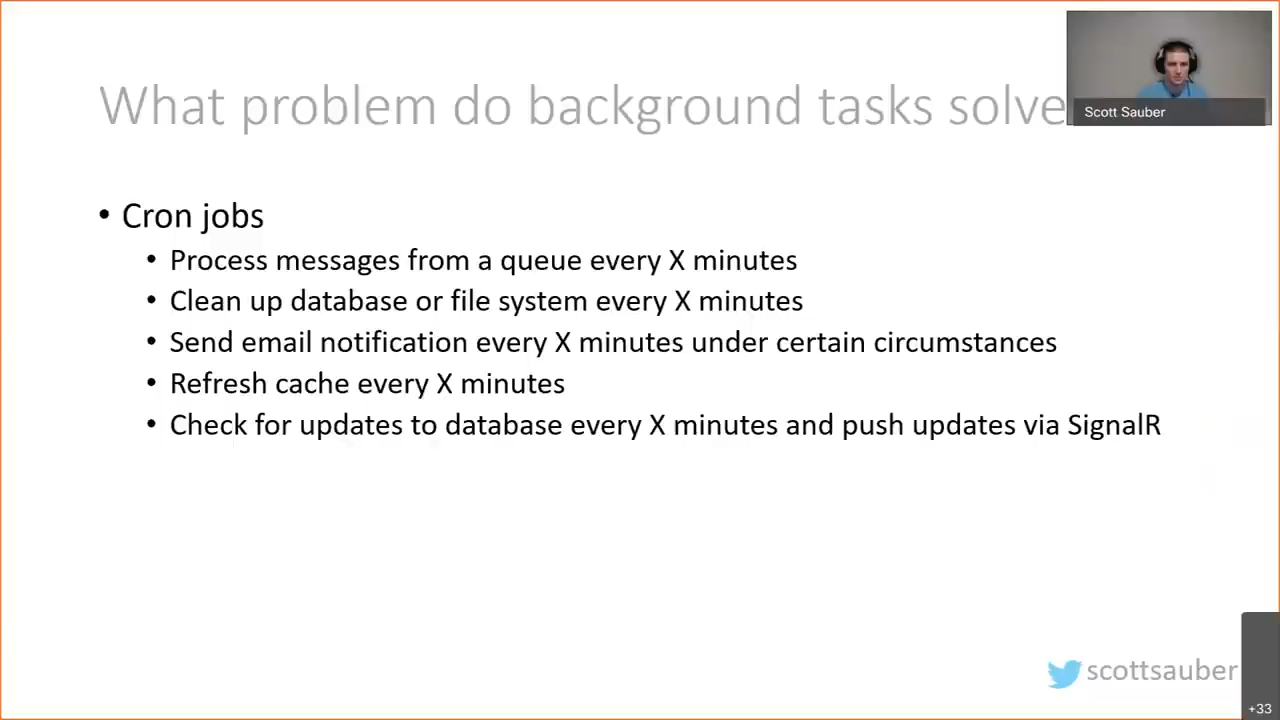 What problem do background tasks solve
Scott Sauber
• Cron jobs
• Process messages from a queue every X minutes
• Clean up database or file system every X minutes
• Send email notification every X minutes under certain circumstances
• Refresh cache every X minutes
• Check for updates to database every X minutes and push updates via SignalR
scottsauber
+33